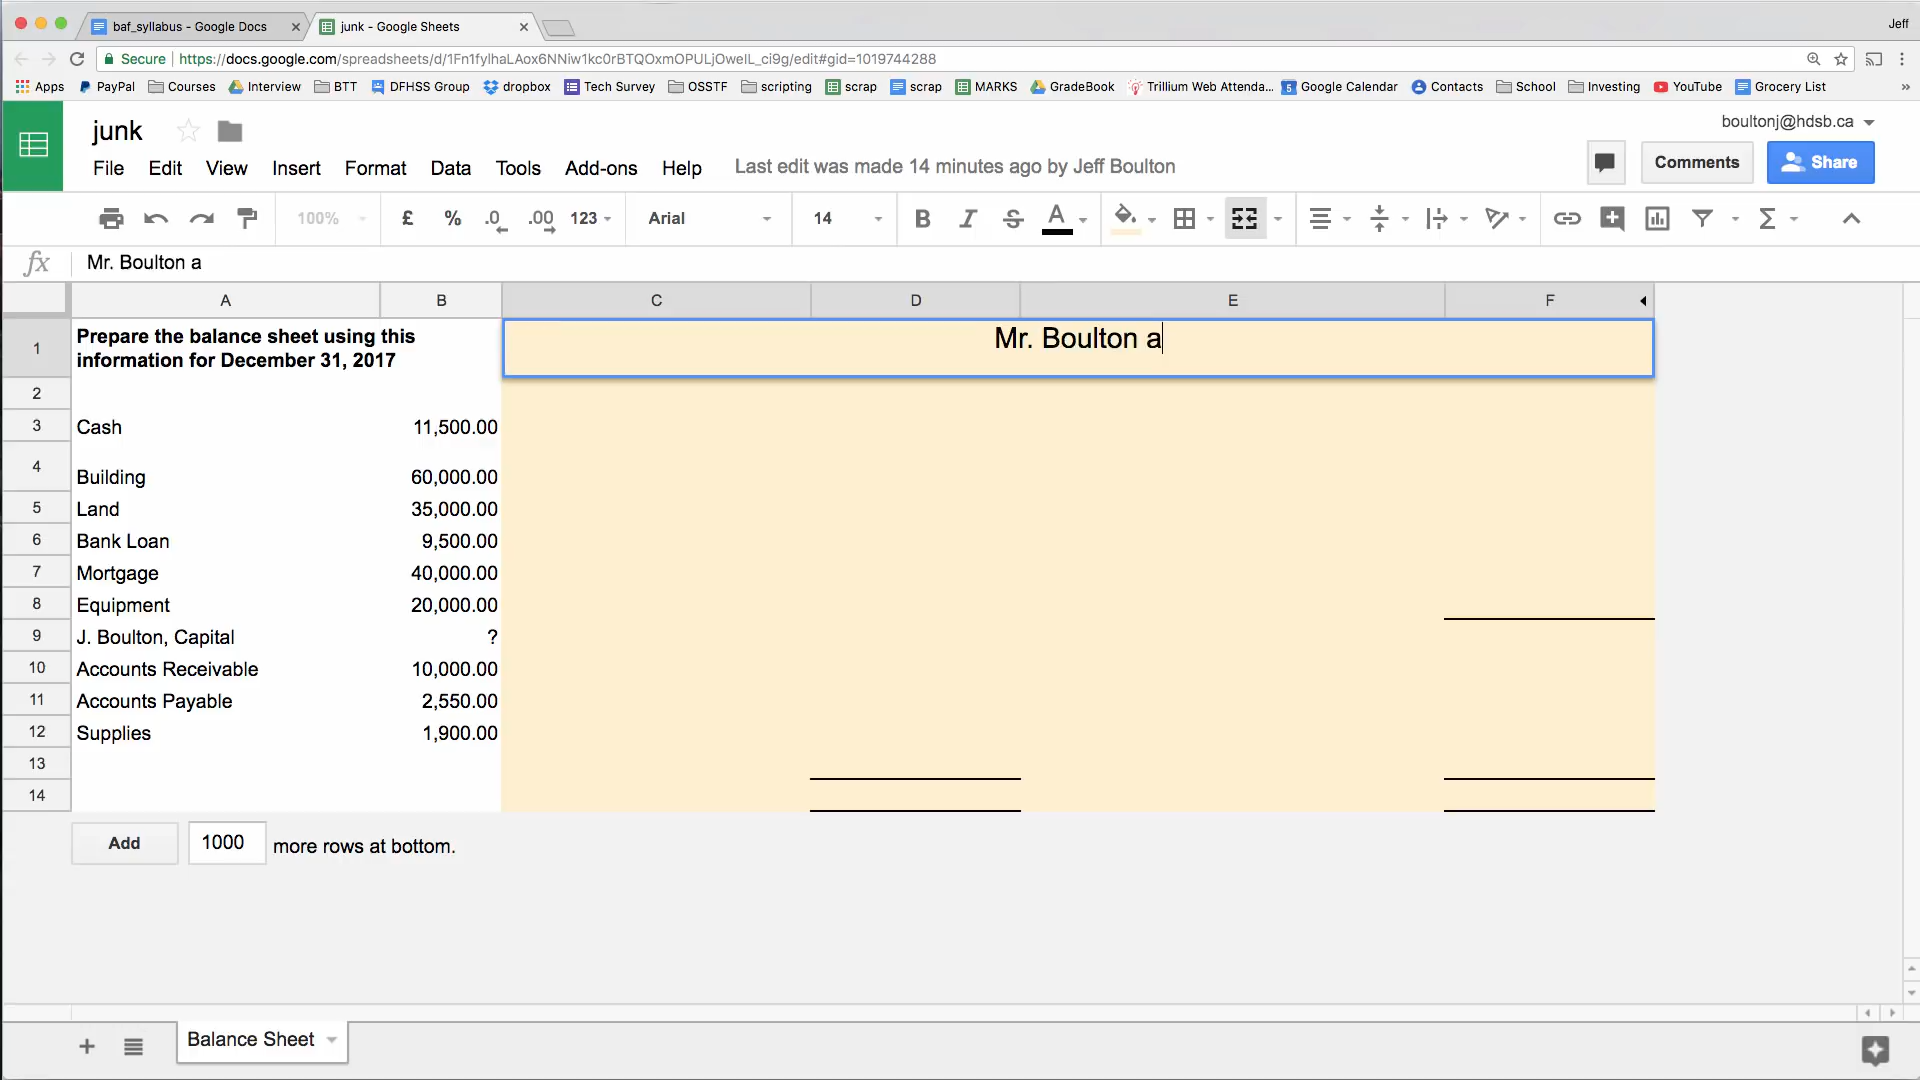 baf_syllabus - Google Docs
junk - Google Sheets
Jeff
Secure
https://docs.google.com/spreadsheets/d/1Fn1fylhaLAox6NNiw1kc0rBTQOxmOPULjOweIL_ci9g/edit#gid=1019744288
Apps PayPal Courses Interview BTT DFHSS Group dropbox Tech Survey OSSTF scripting scrap scrap MARKS GradeBook Trillium Web Attenda... Google Calendar Contacts School Investing YouTube Grocery List »
junk
boultonj@hdsb.ca
File Edit View Insert Format Data Tools Add-ons Help Last edit was made 14 minutes ago by Jeff Boulton
Comments Share
100% £ % .0 .00 123 Arial 14 B I S A Σ
fx Mr. Boulton a
A B C D E F
1 Prepare the balance sheet using this
information for December 31, 2017
Mr. Boulton a
2
3 Cash 11,500.00
4 Building 60,000.00
5 Land 35,000.00
6 Bank Loan 9,500.00
7 Mortgage 40,000.00
8 Equipment 20,000.00
9 J. Boulton, Capital ?
10 Accounts Receivable 10,000.00
11 Accounts Payable 2,550.00
12 Supplies 1,900.00
13
14
Add 1000 more rows at bottom.
Balance Sheet